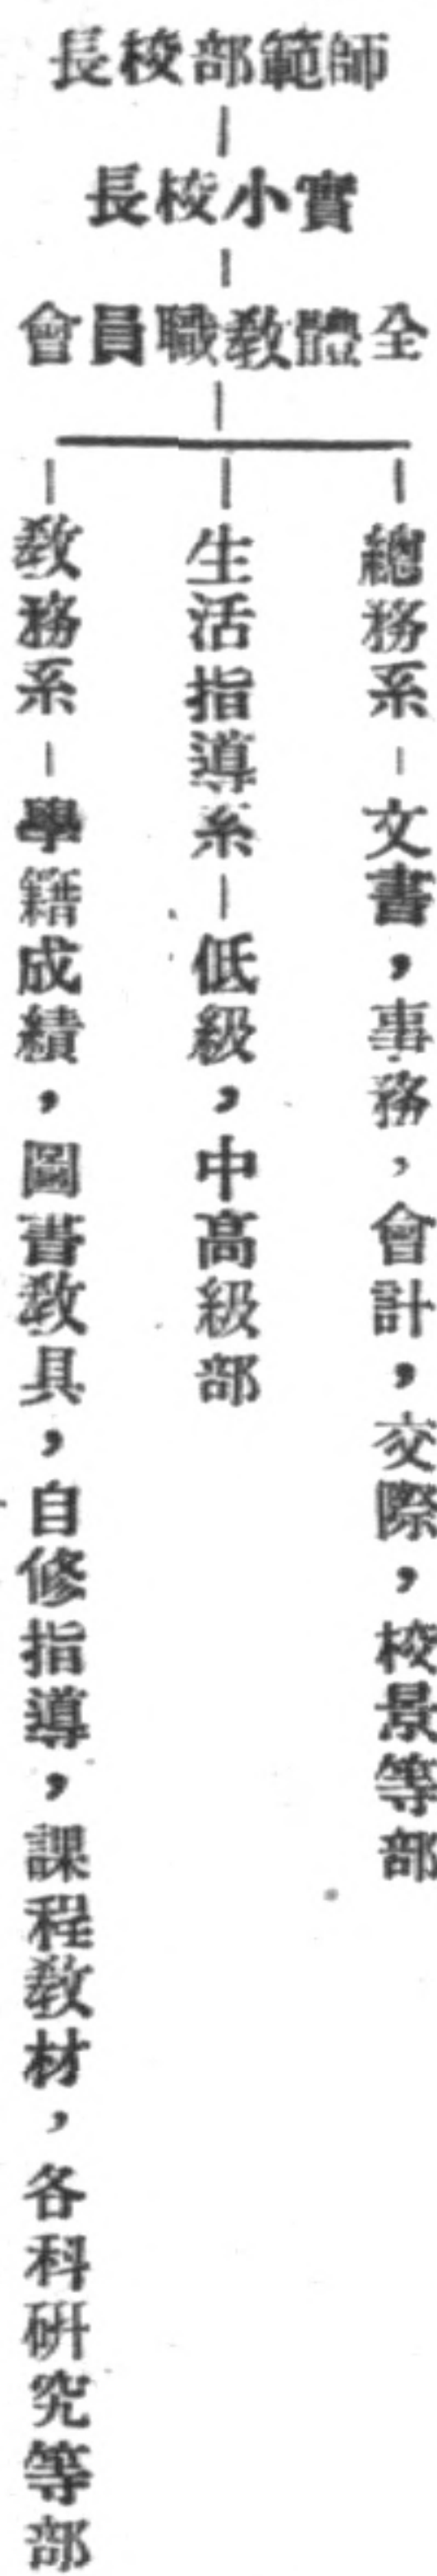 師範部校長
實小校長
全體教職員會
總務系－文書，事務，會計，交際，校景等部
生活指導系－低級，中高級部
教務系－學籍成績，圖書教具，自修指導，課程教材，各科研究等部